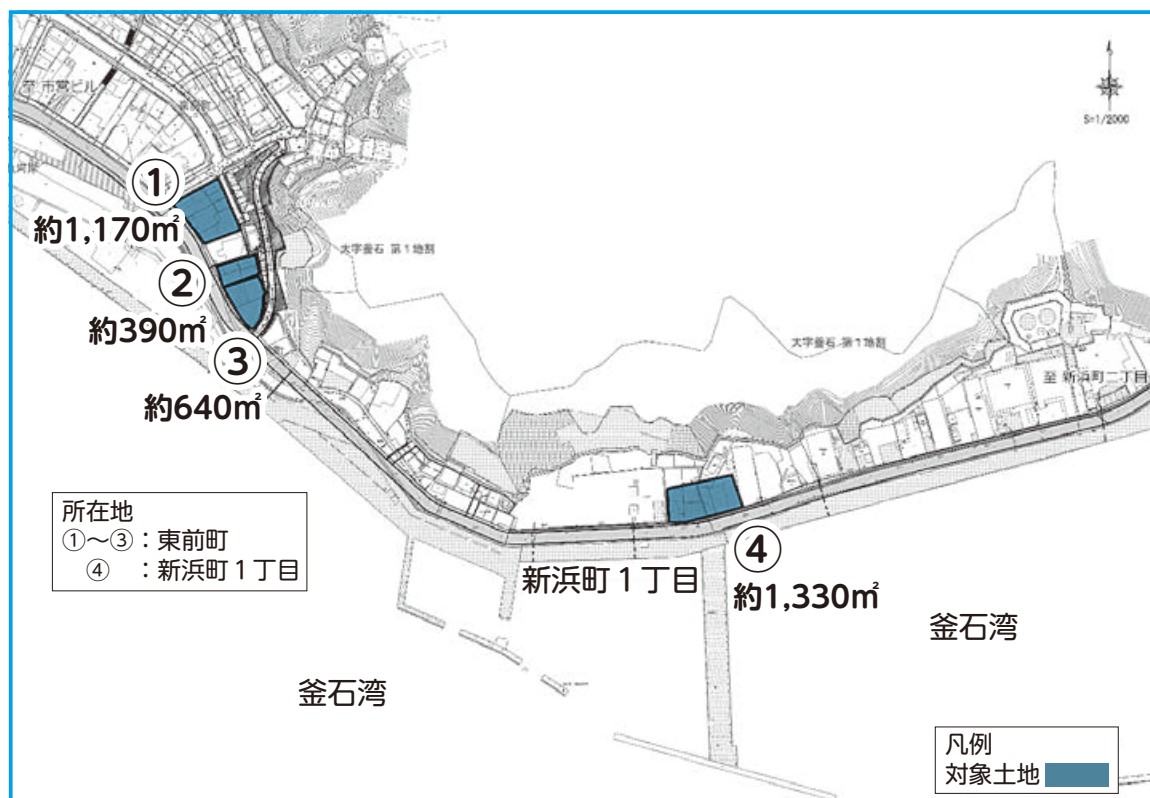 至 市営ビル
S=1/2000
①
約1,170㎡
大字釜石 第1地割
②
約390㎡
③
約640㎡
大字釜石 第1地割
至 新浜町二丁目
所在地
①～③：東前町
④　：新浜町1丁目
新浜町1丁目
④
約1,330㎡
釜石湾
釜石湾
凡例
対象土地